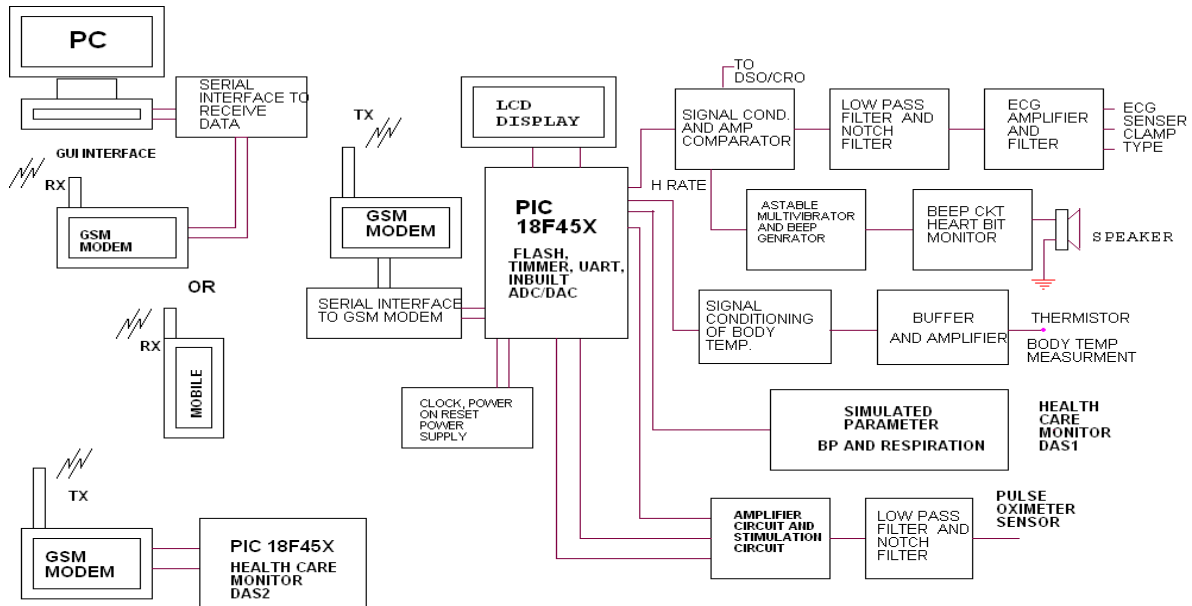 PC
SERIAL
INTERFACE TO
RECEIVE
DATA
GUI INTERFACE
RX
GSM
MODEM
OR
RX
MOBILE
TX
GSM
MODEM
PIC 18F45X
HEALTH CARE
MONITOR
DAS2
TX
GSM
MODEM
SERIAL INTERFACE
TO GSM MODEM
LCD
DISPLAY
PIC
18F45X
FLASH,
TIMMER, UART,
INBUILT
ADC/DAC
CLOCK, POWER
ON RESET
POWER
SUPPLY
TO
DSO/CRO
SIGNAL COND.
AND AMP
COMPARATOR
LOW PASS
FILTER AND
NOTCH
FILTER
ECG
AMPLIFIER
AND
FILTER
ECG
SENSER
CLAMP
TYPE
H RATE
ASTABLE
MULTIVIBRATOR
AND BEEP
GENRATOR
BEEP CKT
HEART BIT
MONITOR
SPEAKER
SIGNAL
CONDITIONING
OF BODY
TEMP.
BUFFER
AND AMPLIFIER
THERMISTOR
BODY TEMP
MEASURMENT
SIMULATED
PARAMETER
BP AND RESPIRATION
HEALTH
CARE
MONITOR
DAS1
AMPLIFIER
CIRCUIT AND
STIMULATION
CIRCUIT
LOW PASS
FILTER AND
NOTCH
FILTER
PULSE
OXIMETER
SENSOR